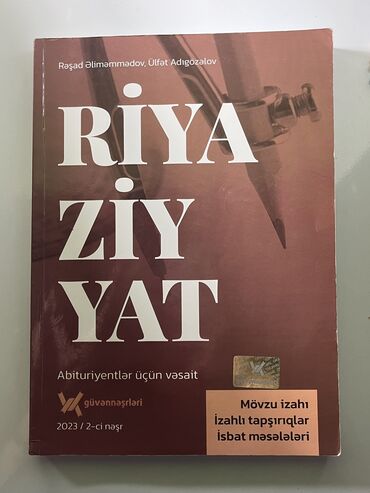 Rəşad Əliməmmədov, Ülfət Adıgözəlov
RİYA
ZİY
YAT
Abituriyentlər üçün vəsait
güvənnəşrləri
2023 / 2-ci nəşr
Mövzu izahı
İzahlı tapşırıqlar
İsbat məsələləri